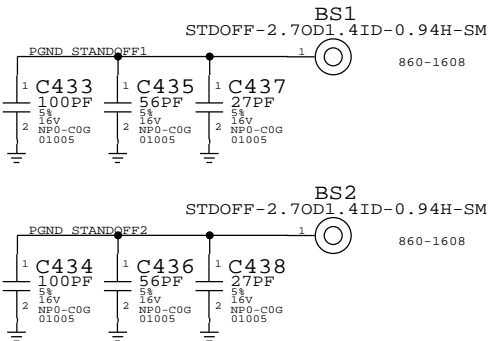 BS1
STDOFF-2.7OD1.4ID-0.94H-SM
PGND STANDOFF1
1
860-1608
1 C433
100PF
5%
16V
2 NP0-C0G
01005
1 C435
56PF
5%
16V
2 NP0-C0G
01005
1 C437
27PF
5%
16V
2 NP0-C0G
01005
BS2
STDOFF-2.7OD1.4ID-0.94H-SM
PGND STANDOFF2
1
860-1608
1 C434
100PF
5%
16V
2 NP0-C0G
01005
1 C436
56PF
5%
16V
2 NP0-C0G
01005
1 C438
27PF
5%
16V
2 NP0-C0G
01005